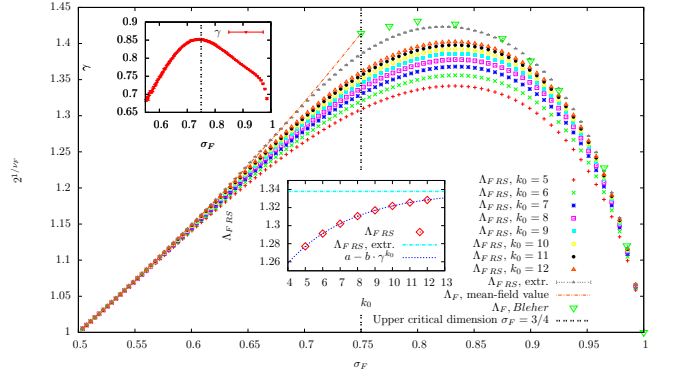 1.45
1.4
1.35
1.3
1.25
1.2
1.15
1.1
1.05
1
2^{1/ν_F}
0.5 0.55 0.6 0.65 0.7 0.75 0.8 0.85 0.9 0.95 1
σ_F
0.9
0.85
0.8
0.75
0.7
0.65
γ
γ
0.6 0.7 0.8 0.9 1
σ_F
1.34
1.32
1.3
1.28
1.26
Λ_{F RS}
Λ_{F RS}
Λ_{F RS}, extr.
a − b · γ^{k_0}
4 5 6 7 8 9 10 11 12 13
k_0
Λ_{F RS}, k_0 = 5
Λ_{F RS}, k_0 = 6
Λ_{F RS}, k_0 = 7
Λ_{F RS}, k_0 = 8
Λ_{F RS}, k_0 = 9
Λ_{F RS}, k_0 = 10
Λ_{F RS}, k_0 = 11
Λ_{F RS}, k_0 = 12
Λ_{F RS}, extr.
Λ_F, mean-field value
Λ_F, Bleher
Upper critical dimension σ_F = 3/4